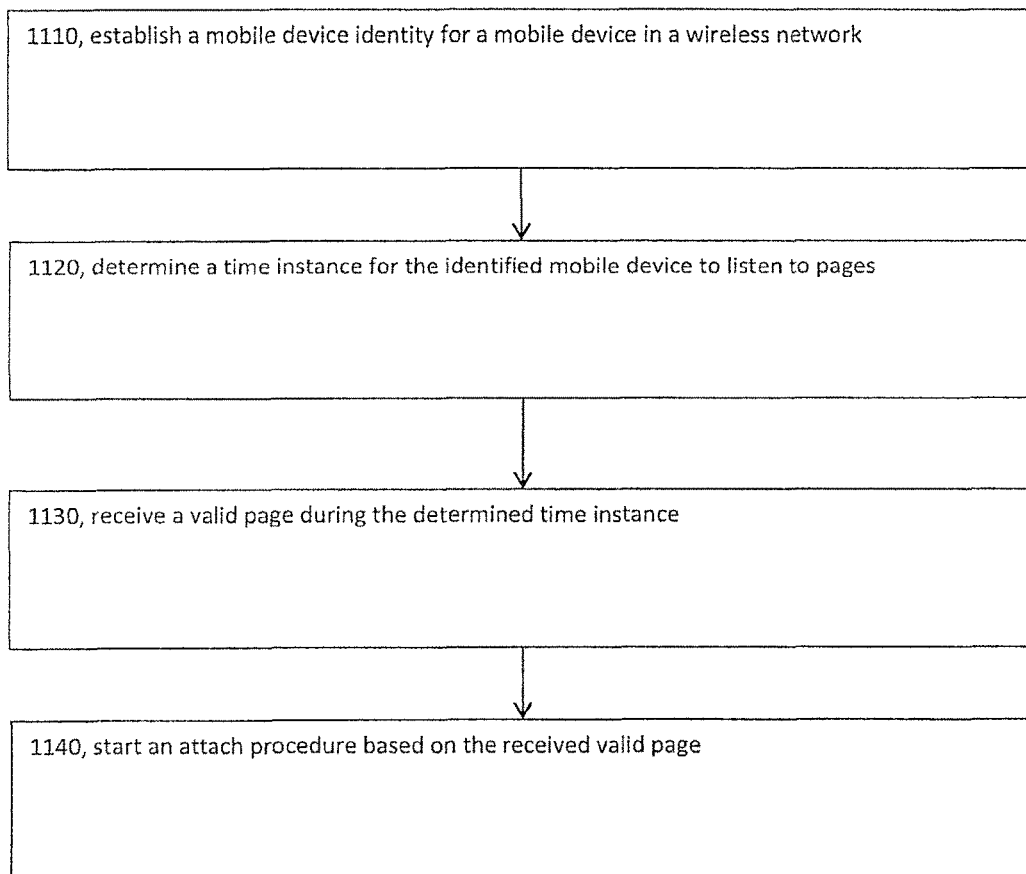 1110, establish a mobile device identity for a mobile device in a wireless network
1120, determine a time instance for the identified mobile device to listen to pages
1130, receive a valid page during the determined time instance
1140, start an attach procedure based on the received valid page